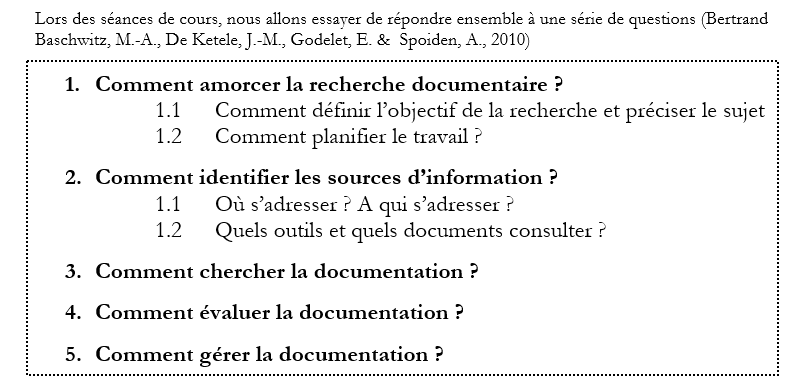 Lors des séances de cours, nous allons essayer de répondre ensemble à une série de questions (Bertrand
Baschwitz, M.-A., De Ketele, J.-M., Godelet, E. & Spoiden, A., 2010)
1. Comment amorcer la recherche documentaire ?
1.1 Comment définir l'objectif de la recherche et préciser le sujet
1.2 Comment planifier le travail ?
2. Comment identifier les sources d'information ?
1.1 Où s'adresser ? A qui s'adresser ?
1.2 Quels outils et quels documents consulter ?
3. Comment chercher la documentation ?
4. Comment évaluer la documentation ?
5. Comment gérer la documentation ?